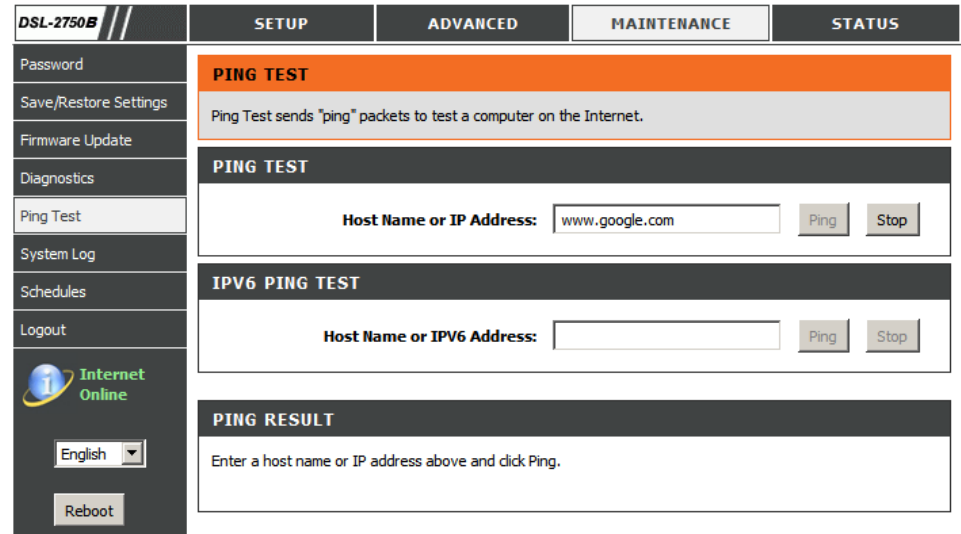 DSL-2750B
SETUP
ADVANCED
MAINTENANCE
STATUS
Password
Save/Restore Settings
Firmware Update
Diagnostics
Ping Test
System Log
Schedules
Logout
Internet
Online
English
Reboot
PING TEST
Ping Test sends "ping" packets to test a computer on the Internet.
PING TEST
Host Name or IP Address: www.google.com Ping Stop
IPV6 PING TEST
Host Name or IPV6 Address: Ping Stop
PING RESULT
Enter a host name or IP address above and click Ping.